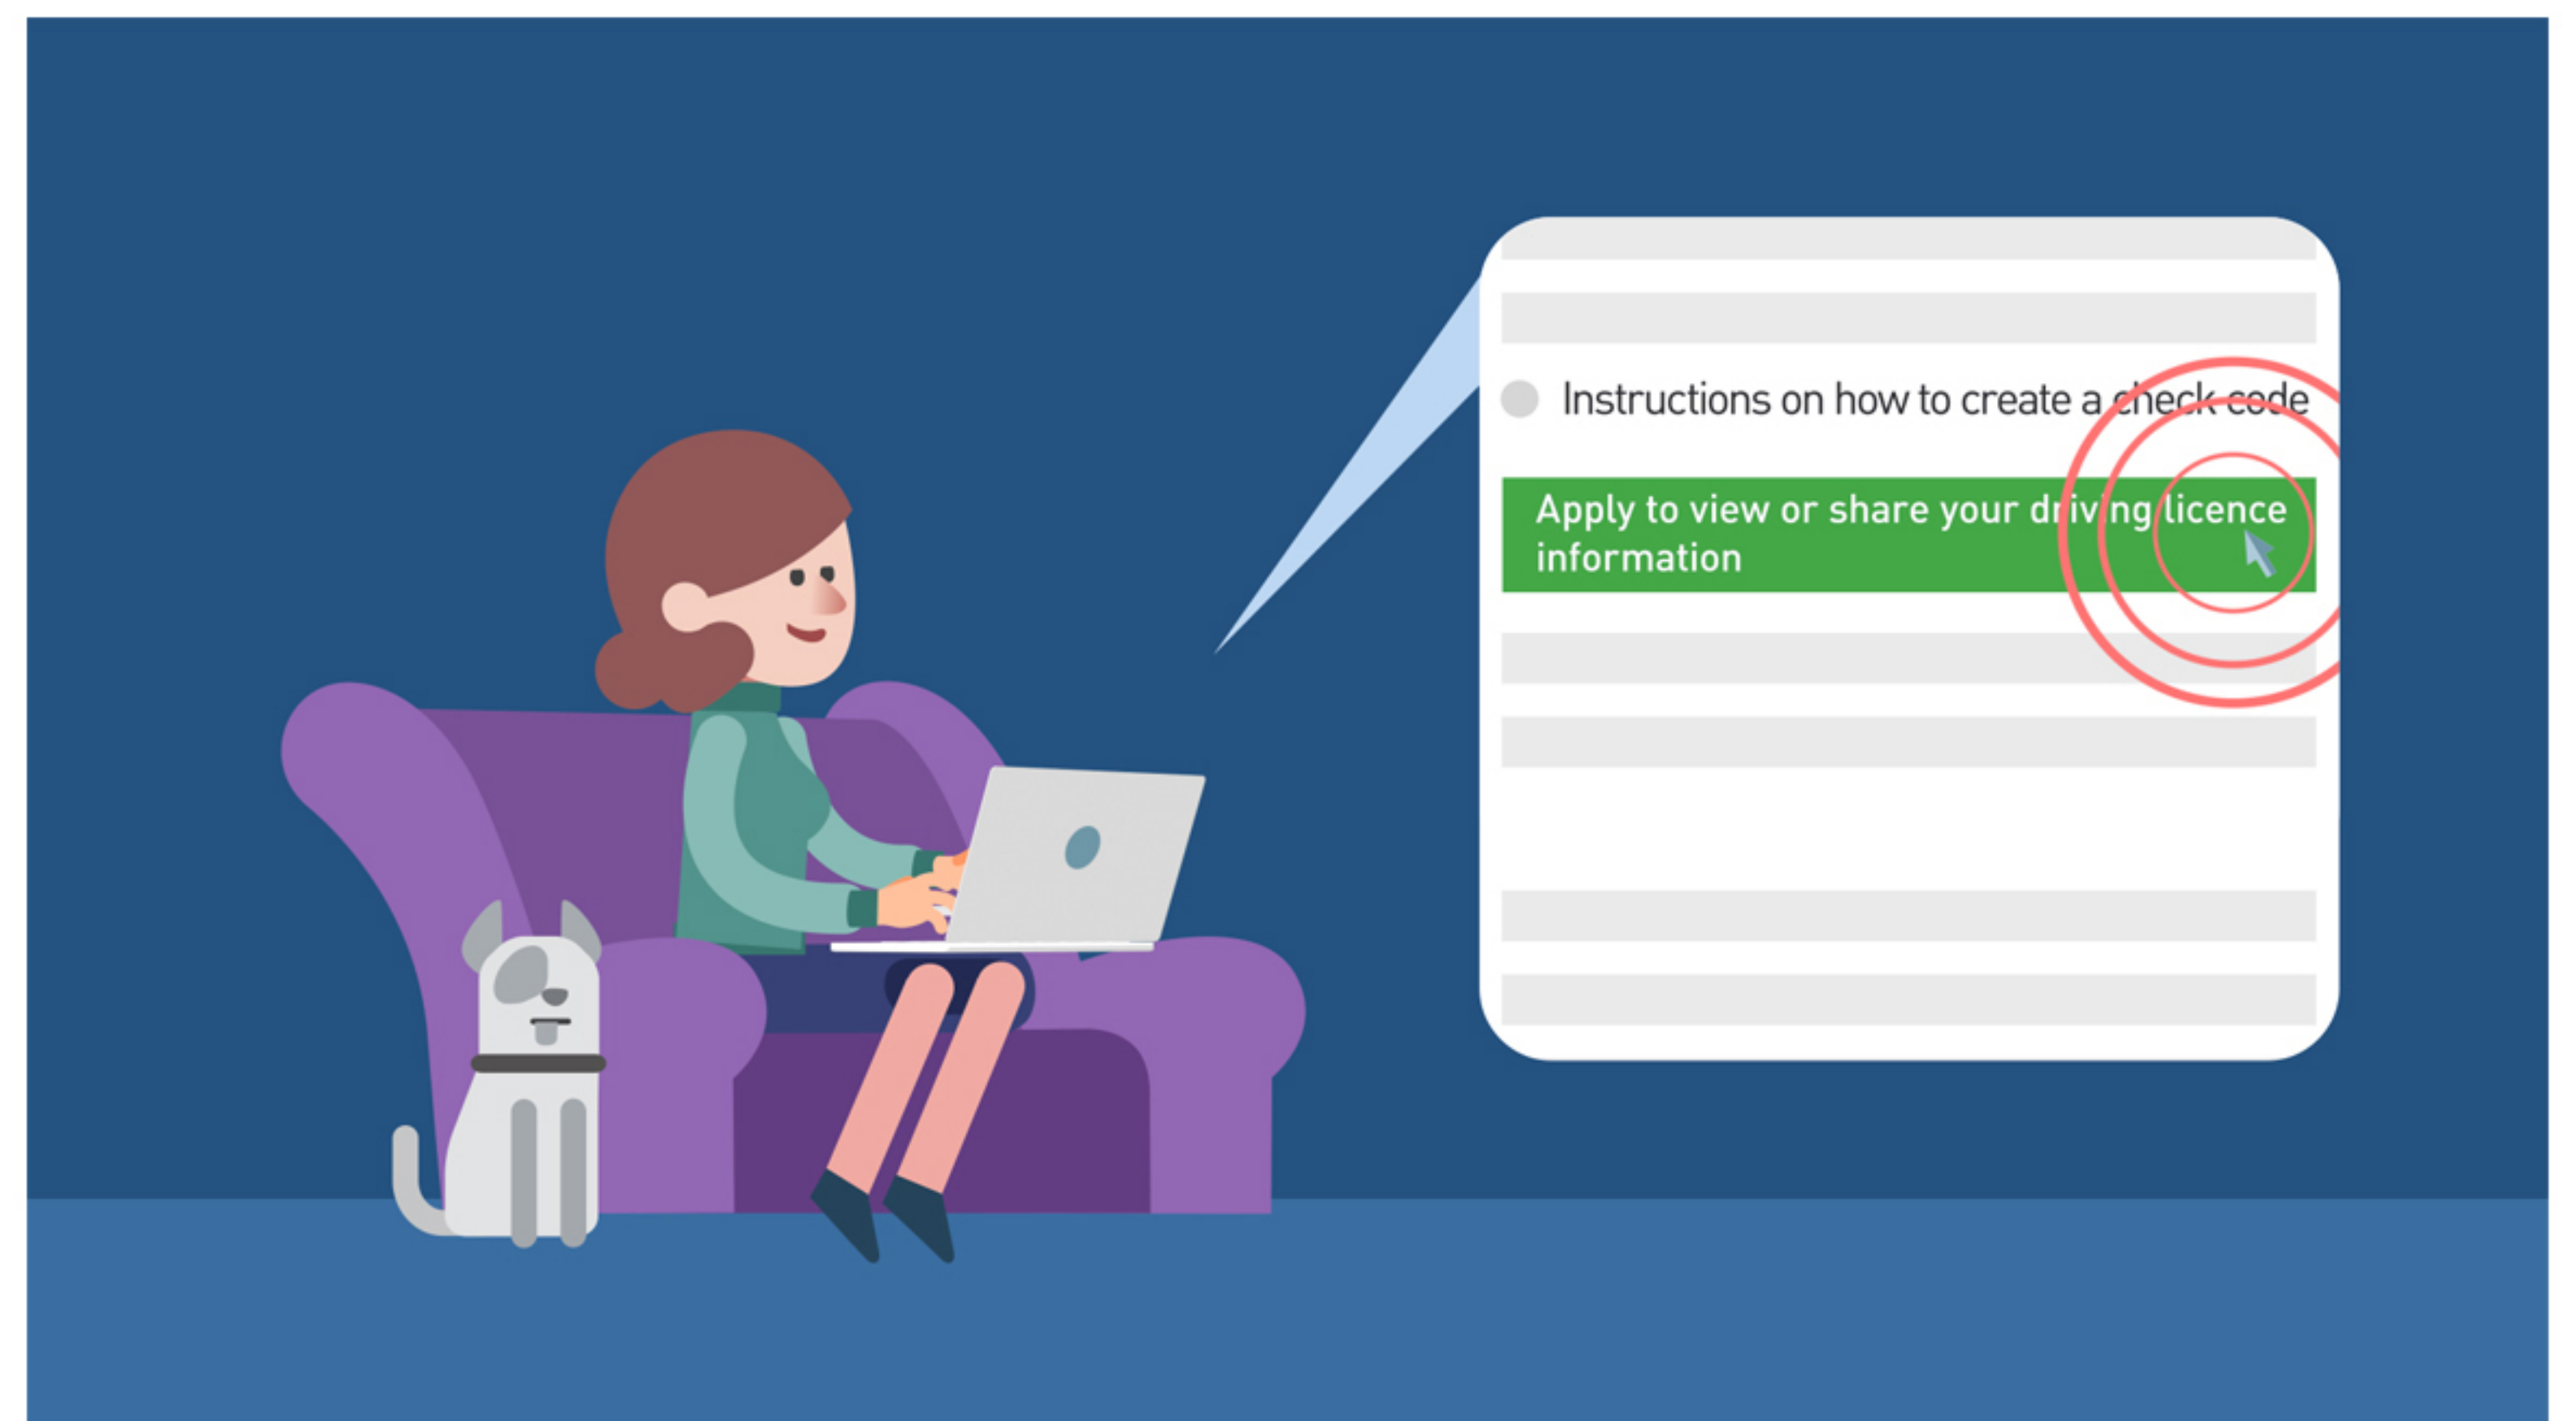 Instructions on how to create a check code
Apply to view or share your driving licence
information